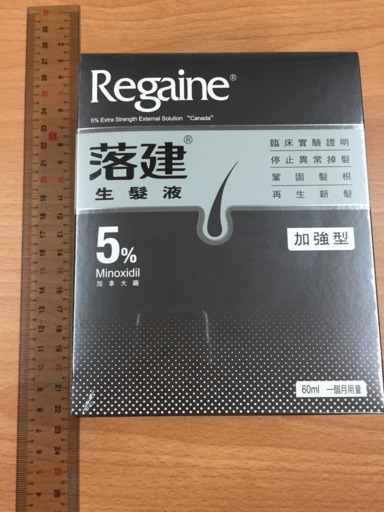 Regaine®
5% Extra Strength External Solution "Canada"
落建®
生髮液
臨床實驗證明
停止異常掉髮
鞏固髮根
再生新髮
5%
Minoxidil
加拿大廠
加強型
60ml 一個月用量